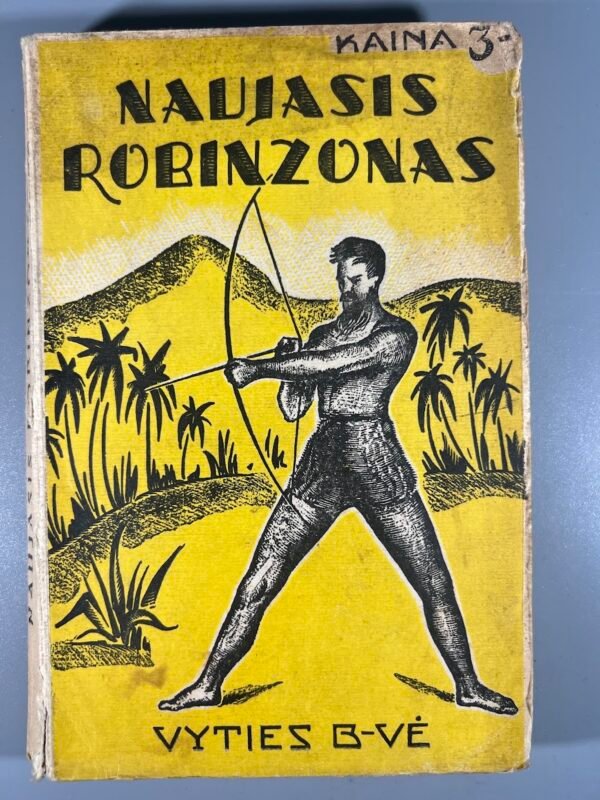 KAINA 3-
NAUJASIS
ROBINZONAS
VYTIES B-VĖ